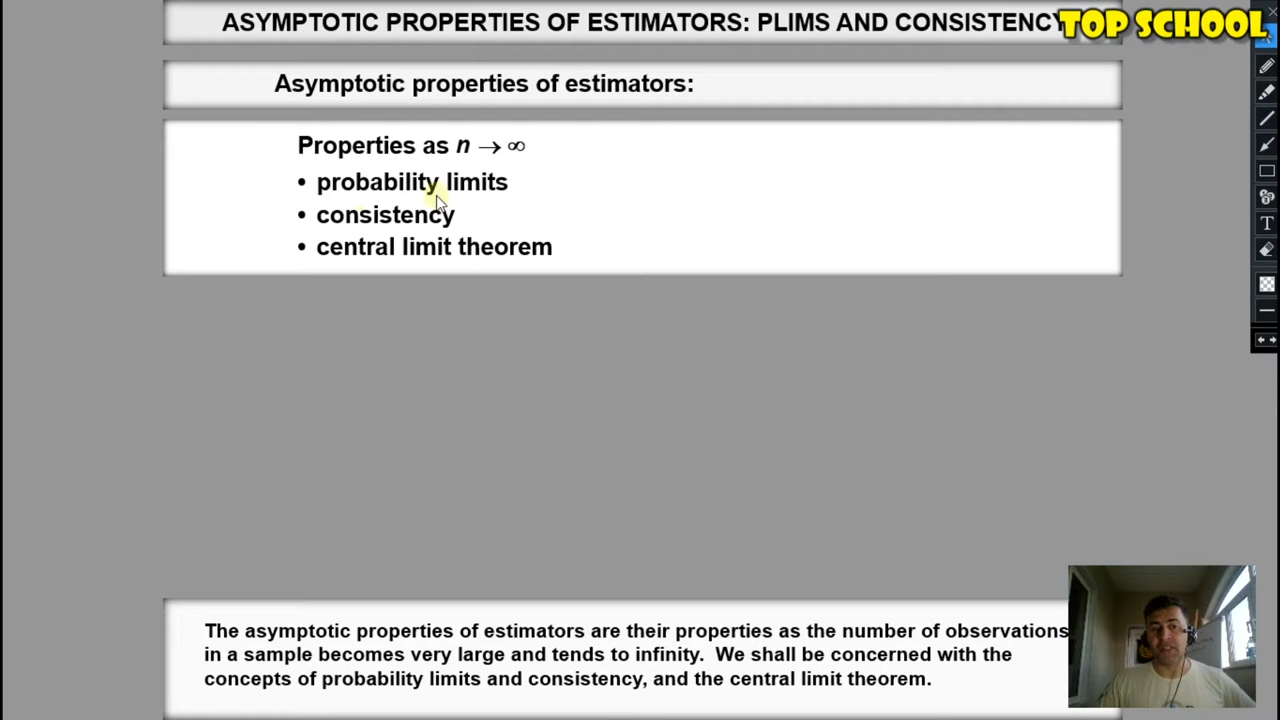 ASYMPTOTIC PROPERTIES OF ESTIMATORS: PLIMS AND CONSISTENCY
TOP SCHOOL
Asymptotic properties of estimators:
Properties as n → ∞
• probability limits
• consistency
• central limit theorem
The asymptotic properties of estimators are their properties as the number of observations
in a sample becomes very large and tends to infinity. We shall be concerned with the
concepts of probability limits and consistency, and the central limit theorem.